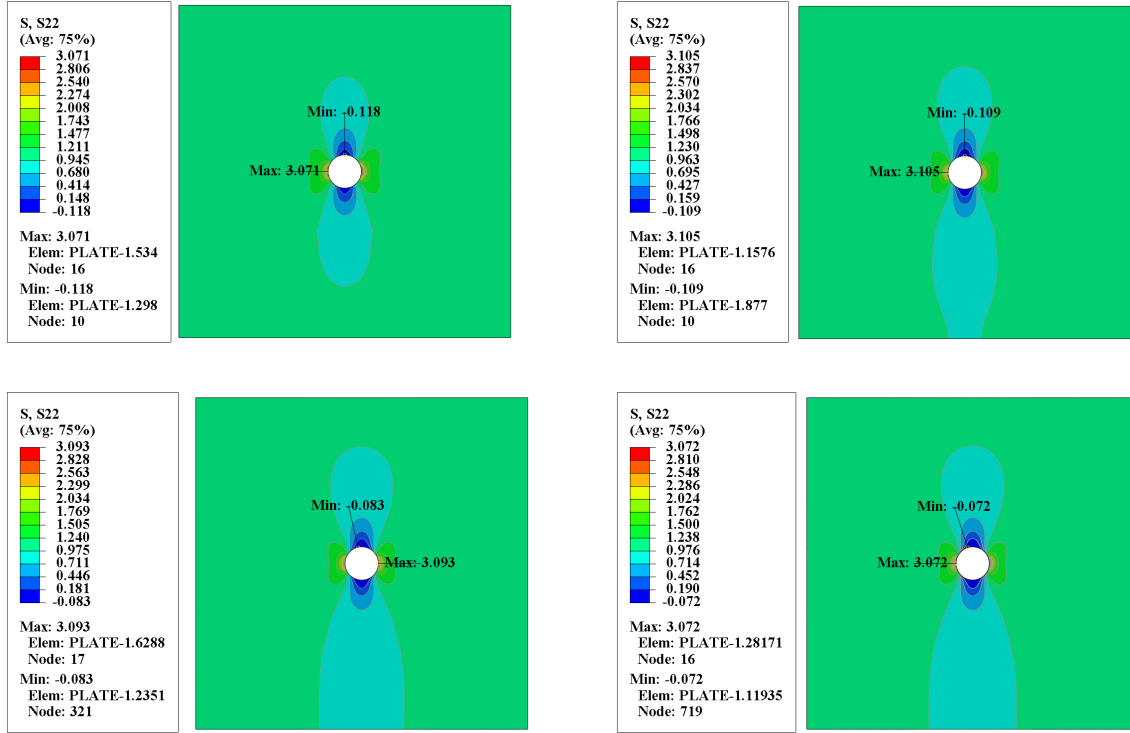 S, S22
(Avg: 75%)
3.071
2.806
2.540
2.274
2.008
1.743
1.477
1.211
0.945
0.680
0.414
0.148
-0.118
Max: 3.071
Elem: PLATE-1.534
Node: 16
Min: -0.118
Elem: PLATE-1.298
Node: 10
Min: -0.118
Max: 3.071
S, S22
(Avg: 75%)
3.105
2.837
2.570
2.302
2.034
1.766
1.498
1.230
0.963
0.695
0.427
0.159
-0.109
Max: 3.105
Elem: PLATE-1.1576
Node: 16
Min: -0.109
Elem: PLATE-1.877
Node: 10
Min: -0.109
Max: 3.105
S, S22
(Avg: 75%)
3.093
2.828
2.563
2.299
2.034
1.769
1.505
1.240
0.975
0.711
0.446
0.181
-0.083
Max: 3.093
Elem: PLATE-1.6288
Node: 17
Min: -0.083
Elem: PLATE-1.2351
Node: 321
Min: -0.083
Max: 3.093
S, S22
(Avg: 75%)
3.072
2.810
2.548
2.286
2.024
1.762
1.500
1.238
0.976
0.714
0.452
0.190
-0.072
Max: 3.072
Elem: PLATE-1.28171
Node: 16
Min: -0.072
Elem: PLATE-1.11935
Node: 719
Min: -0.072
Max: 3.072